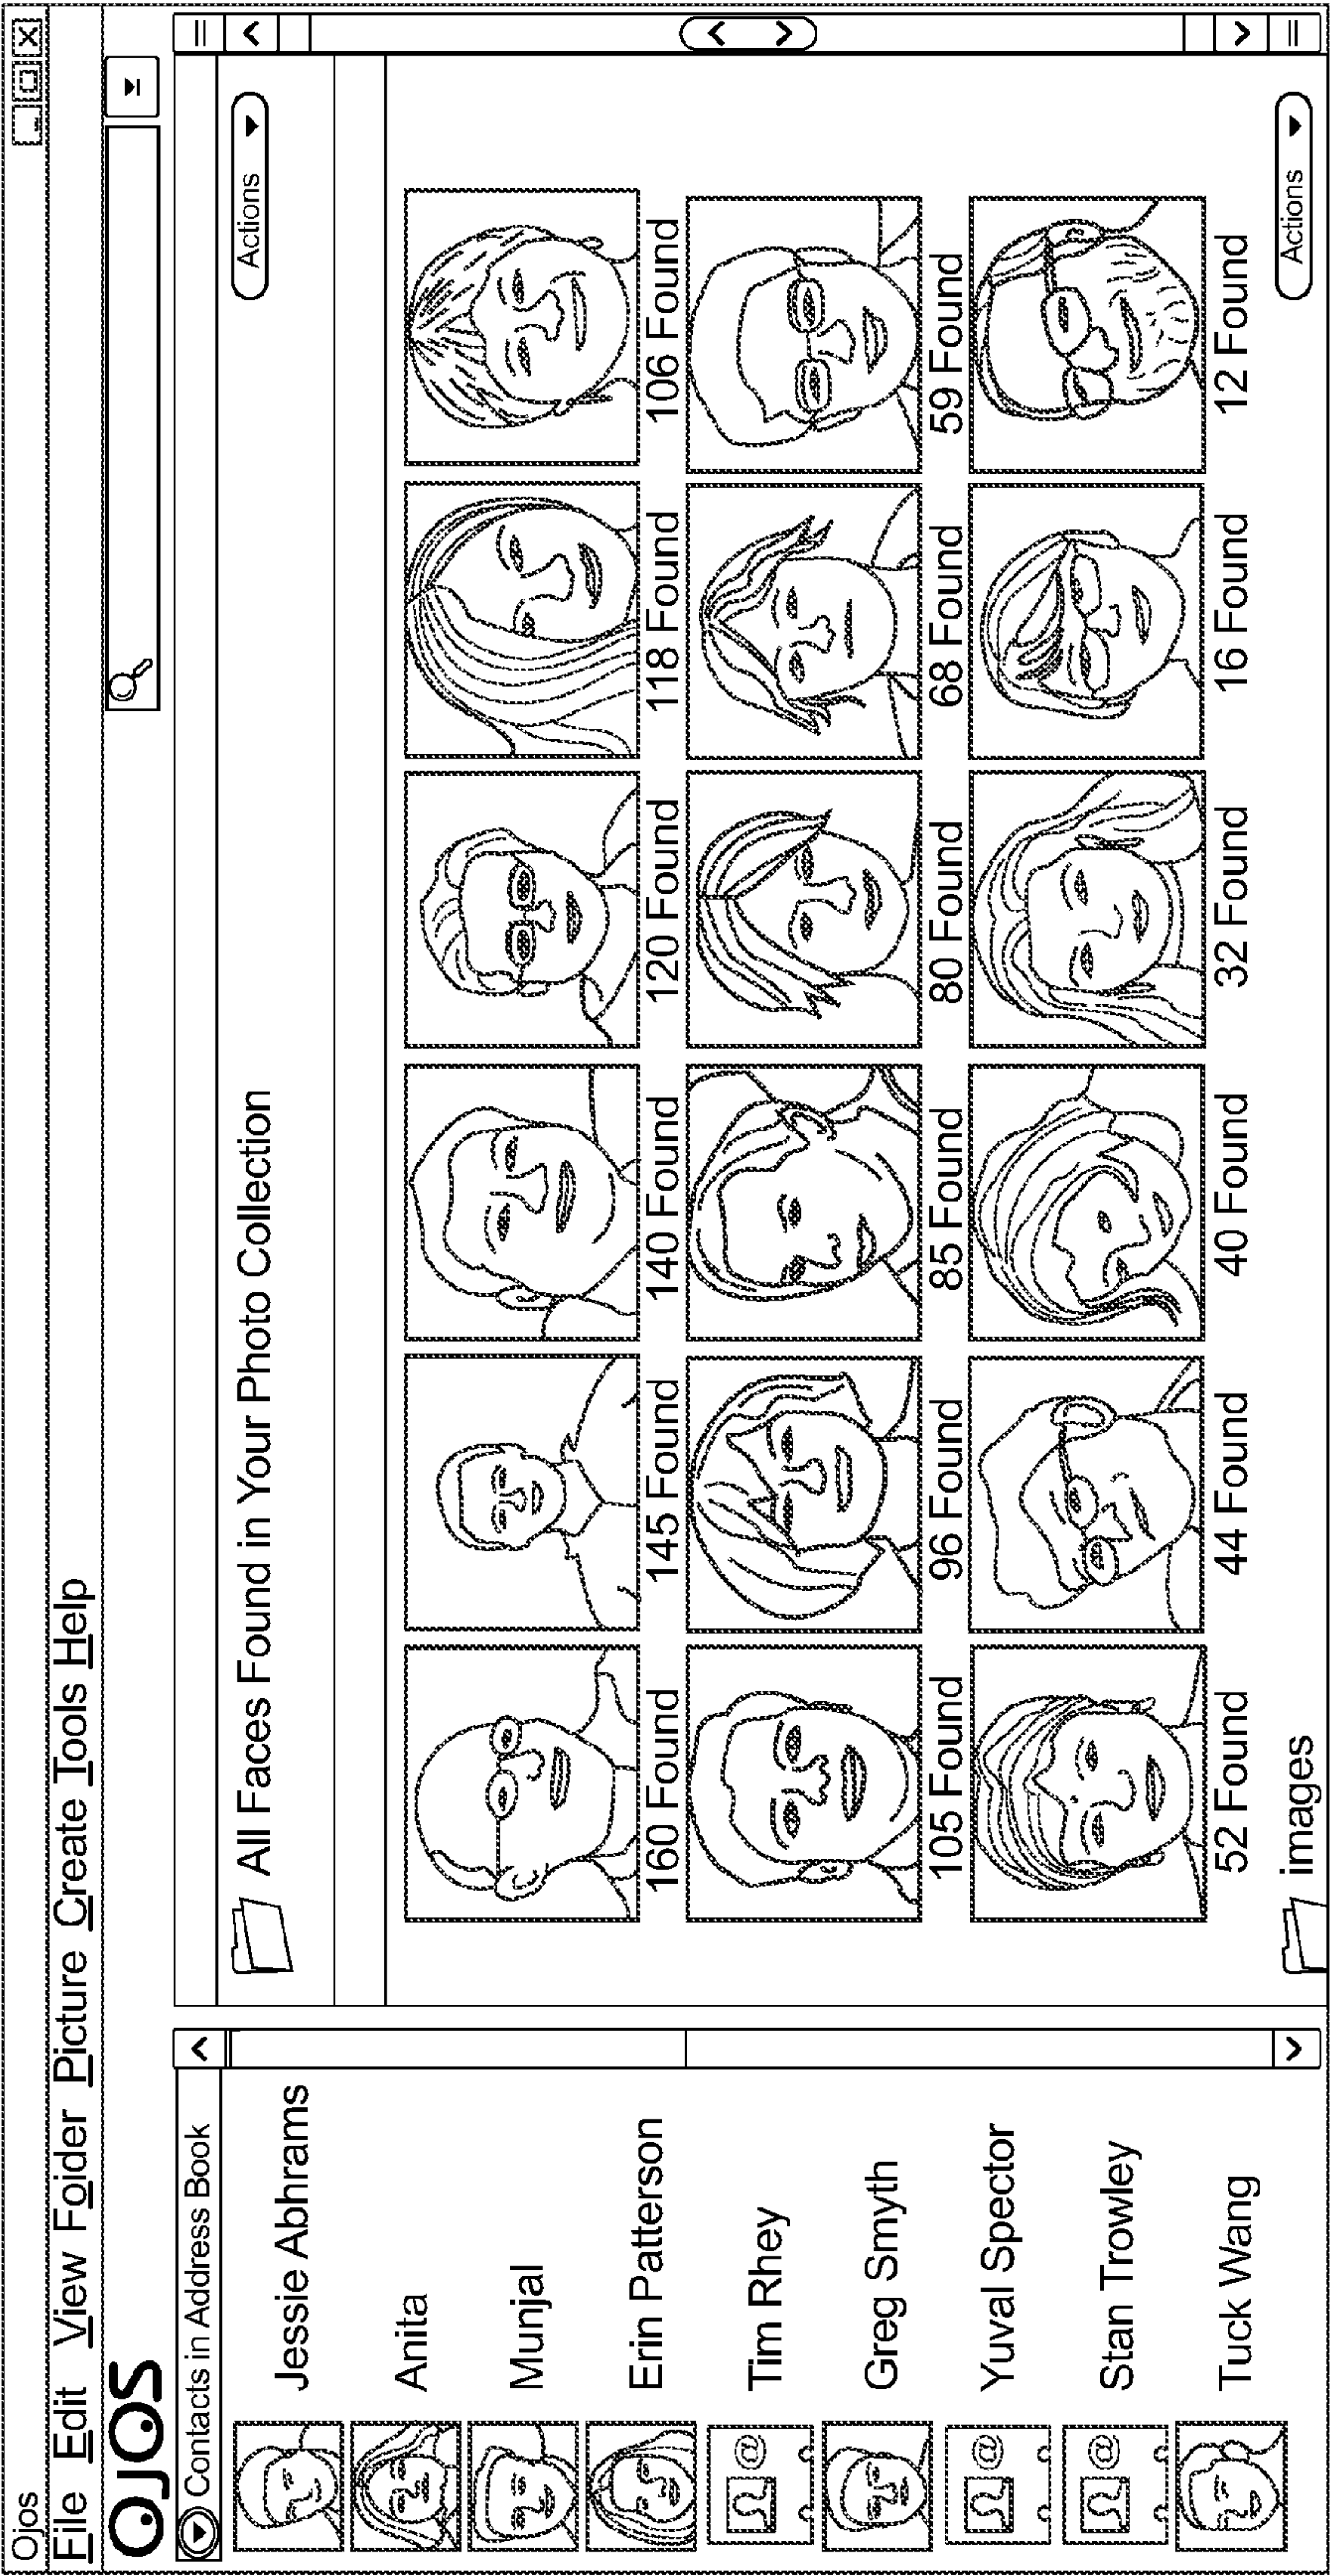 Ojos
File Edit View Foider Picture Create Tools Help
OJOS
Contacts in Address Book
Jessie Abhrams
Anita
Munjal
Erin Patterson
Tim Rhey
Greg Smyth
Yuval Spector
Stan Trowley
Tuck Wang
All Faces Found in Your Photo Collection
Actions
160 Found 145 Found 140 Found 120 Found 118 Found 106 Found
105 Found 96 Found 85 Found 80 Found 68 Found 59 Found
52 Found 44 Found 40 Found 32 Found 16 Found 12 Found
images
Actions